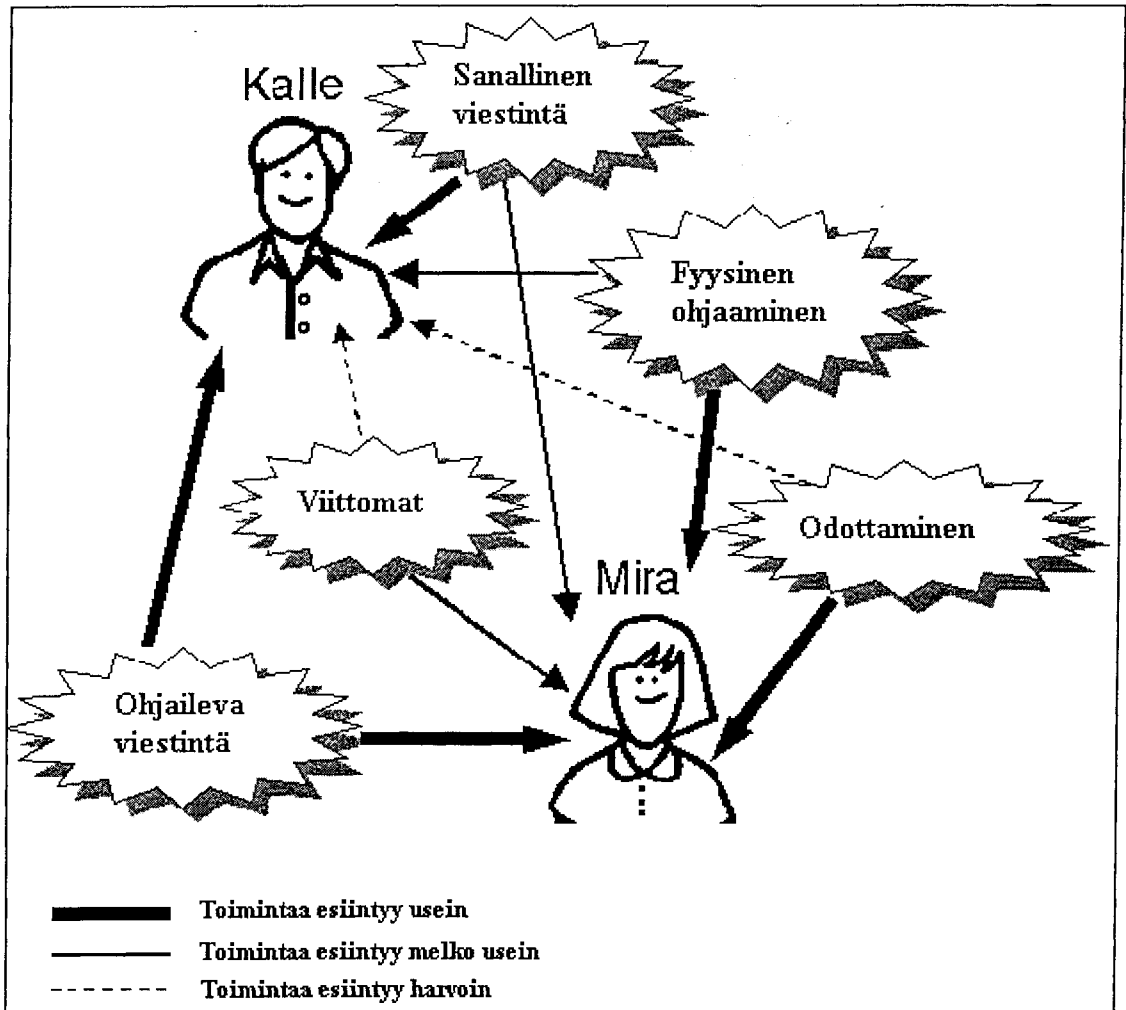 Kalle
Sanallinen
viestintä
Fyysinen
ohjaaminen
Viittomat
Odottaminen
Mira
Ohjaileva
viestintä
Toimintaa esiintyy usein
Toimintaa esiintyy melko usein
Toimintaa esiintyy harvoin